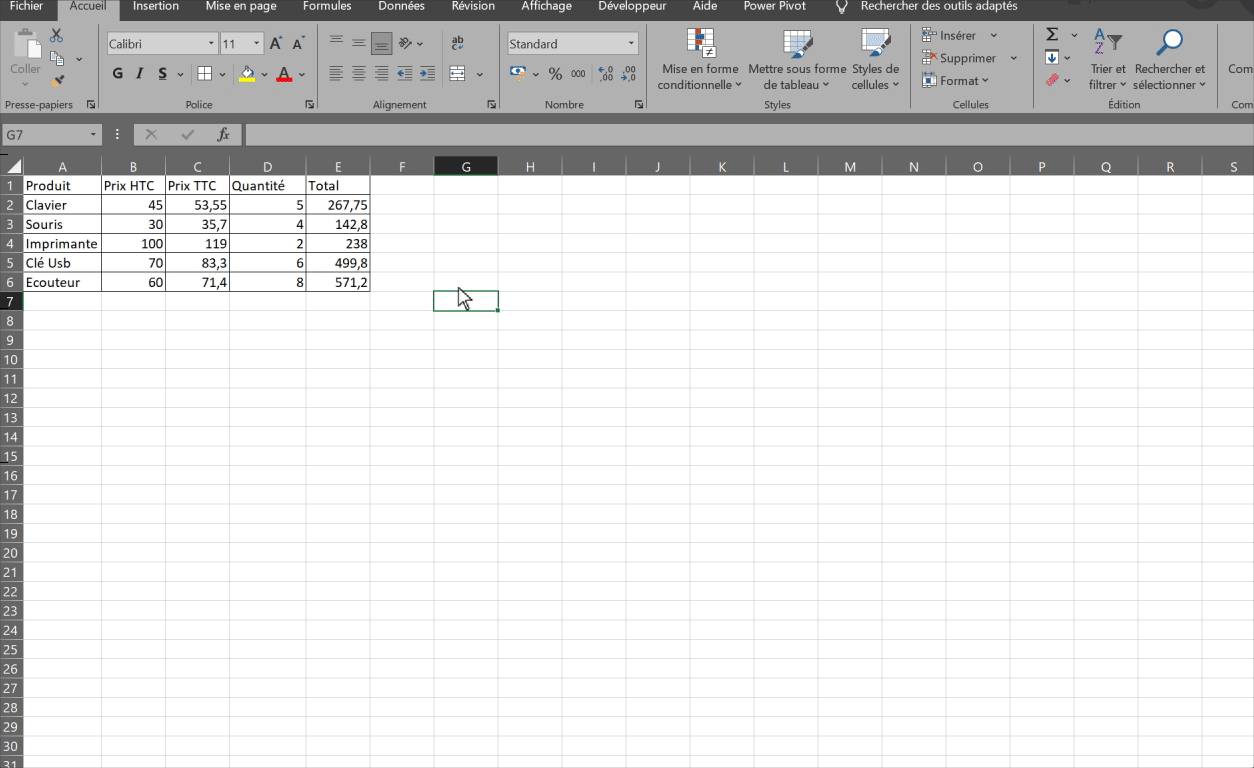 Fichier Accueil Insertion Mise en page Formules Données Révision Affichage Développeur Aide Power Pivot Rechercher des outils adaptés
Coller
Presse-papiers
Calibri 11 A A
G I S A
Police
ab
Alignement
Standard
% 000 ,0 ,00 ,00 ,0
Nombre
Mise en forme conditionnelle
Mettre sous forme de tableau
Styles de cellules
Styles
Insérer
Supprimer
Format
Cellules
Σ
A Z
Trier et filtrer
Rechercher et sélectionner
Édition
Com
Com
G7 fx
A B C D E F G H I J K L M N O P Q R S
1 Produit Prix HTC Prix TTC Quantité Total
2 Clavier 45 53,55 5 267,75
3 Souris 30 35,7 4 142,8
4 Imprimante 100 119 2 238
5 Clé Usb 70 83,3 6 499,8
6 Ecouteur 60 71,4 8 571,2
7
8
9
10
11
12
13
14
15
16
17
18
19
20
21
22
23
24
25
26
27
28
29
30
31